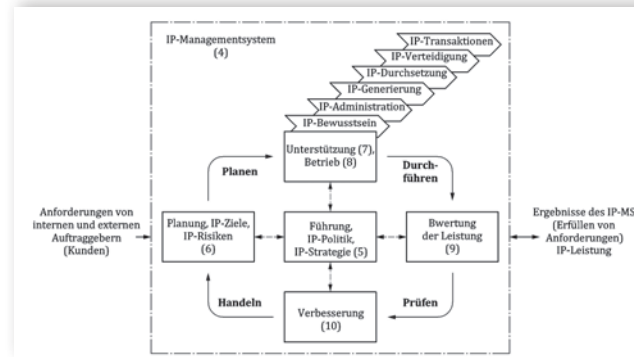 IP-Managementsystem
(4)
IP-Transaktionen
IP-Verteidigung
IP-Durchsetzung
IP-Generierung
IP-Administration
IP-Bewusstsein
Unterstützung (7),
Betrieb (8)
Planen
Durch-
führen
Anforderungen von
internen und externen
Auftraggebern
(Kunden)
Planung, IP-Ziele,
IP-Risiken
(6)
Führung,
IP-Politik,
IP-Strategie (5)
Bwertung
der Leistung
(9)
Ergebnisse des IP-MS
(Erfüllen von
Anforderungen)
IP-Leistung
Handeln
Prüfen
Verbesserung
(10)